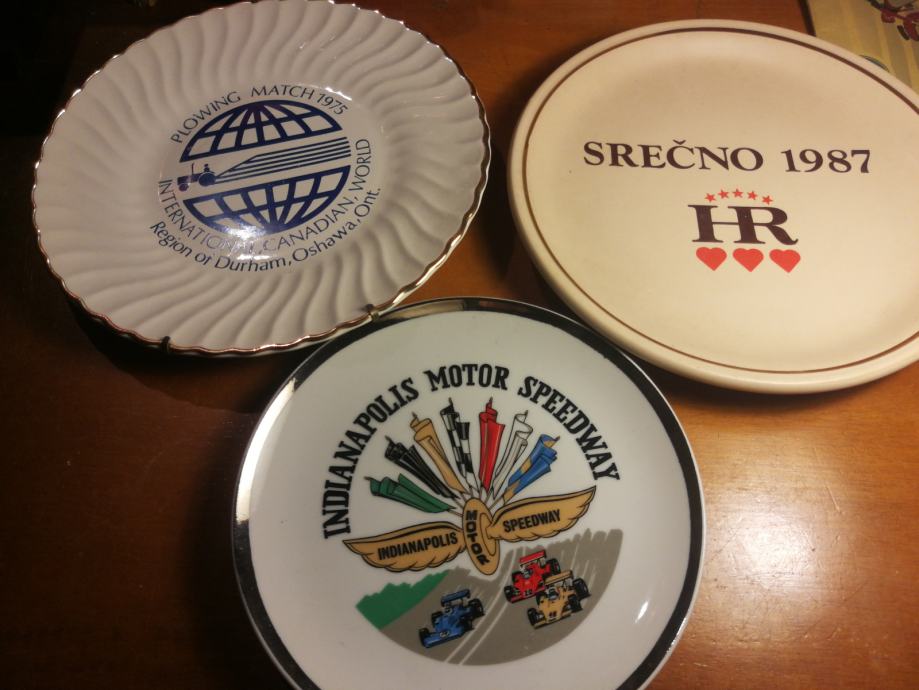 PLOWING MATCH 1975
INTERNATIONAL, CANADIAN, WORLD
Region of Durham, Oshawa, Ont.
SREČNO 1987
HR
INDIANAPOLIS MOTOR SPEEDWAY
INDIANAPOLIS MOTOR SPEEDWAY